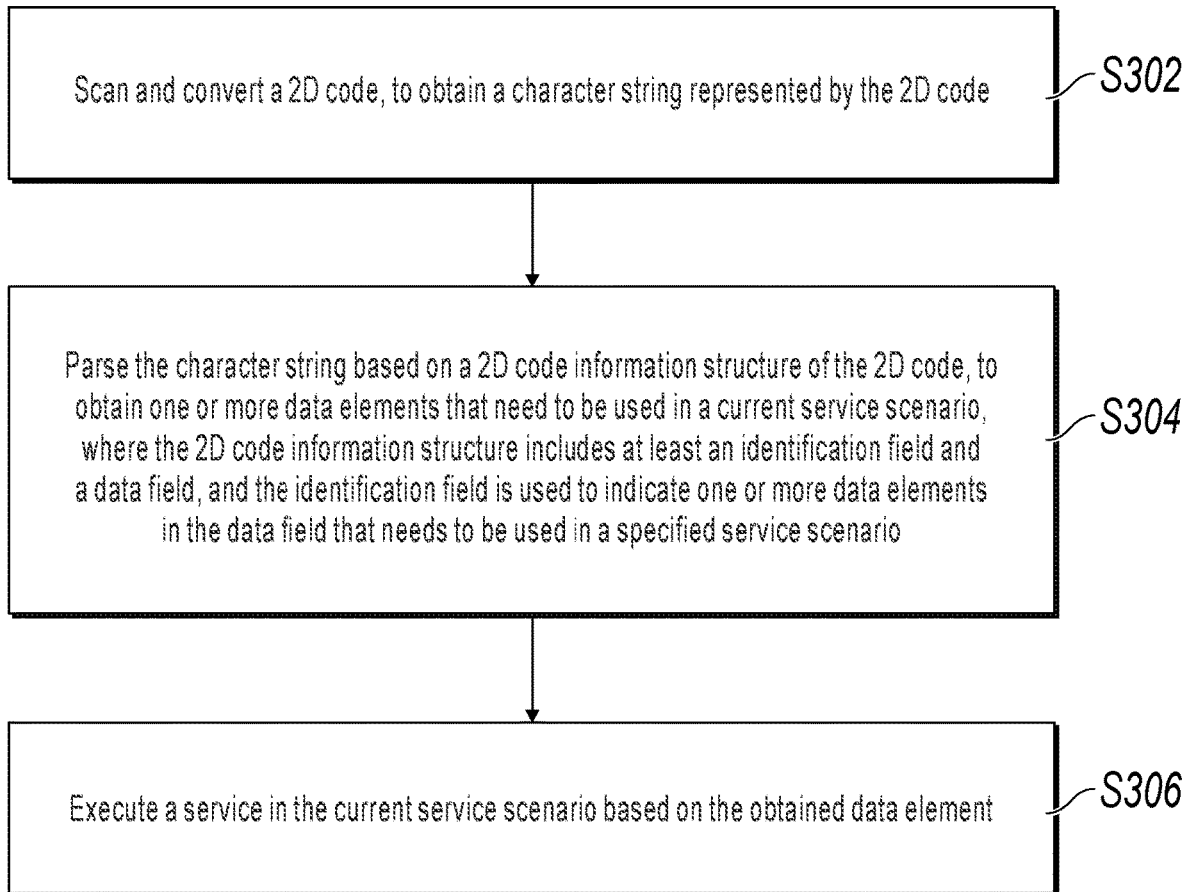 Scan and convert a 2D code, to obtain a character string represented by the 2D code
S302
Parse the character string based on a 2D code information structure of the 2D code, to
obtain one or more data elements that need to be used in a current service scenario,
where the 2D code information structure includes at least an identification field and
a data field, and the identification field is used to indicate one or more data elements
in the data field that needs to be used in a specified service scenario
S304
Execute a service in the current service scenario based on the obtained data element
S306